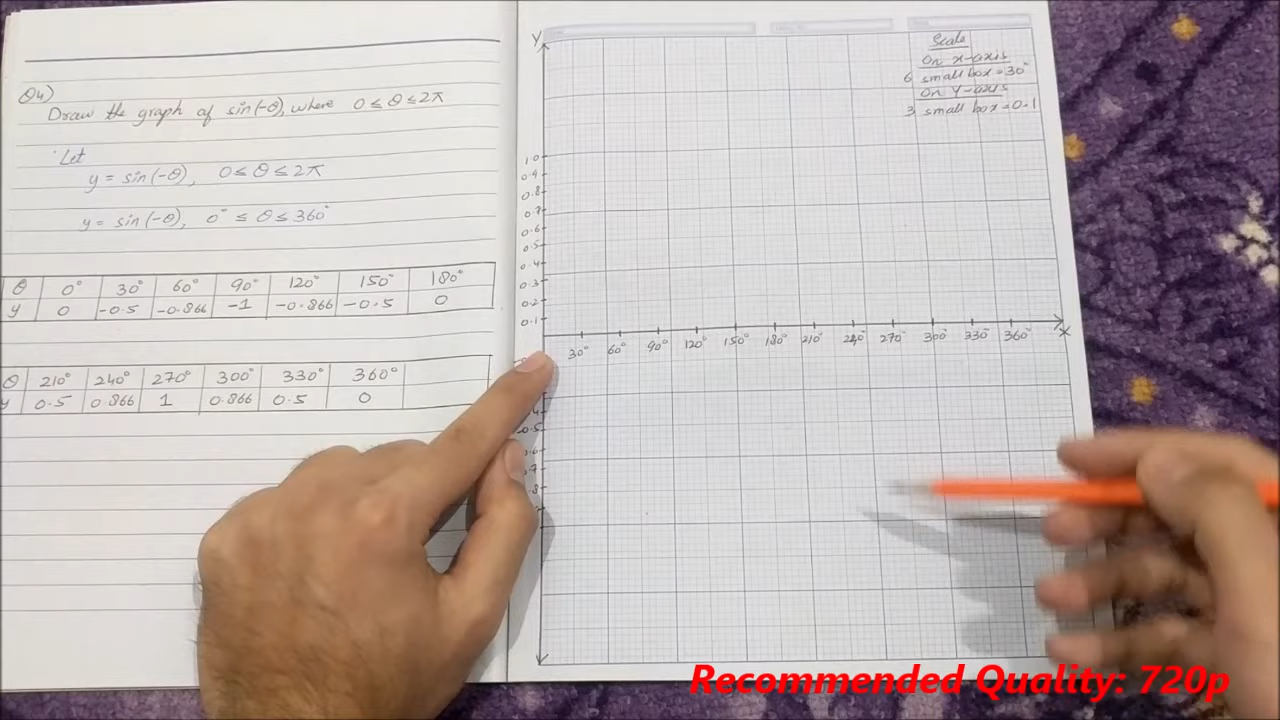 Q4)
Draw the graph of sin(-θ), where 0 ≤ θ ≤ 2π
Let
y = sin(-θ), 0 ≤ θ ≤ 2π
y = sin(-θ), 0° ≤ θ ≤ 360°
θ 0° 30° 60° 90° 120° 150° 180°
y 0 -0.5 -0.866 -1 -0.866 -0.5 0
θ 210° 240° 270° 300° 330° 360°
y 0.5 0.866 1 0.866 0.5 0
Y
Scale
On x-axis
6 small box = 30°
On Y-axis
3 small box = 0.1
1.0
0.9
0.8
0.7
0.6
0.5
0.4
0.3
0.2
0.1
30° 60° 90° 120° 150° 180° 210° 240° 270° 300° 330° 360° X
Recommended Quality: 720p